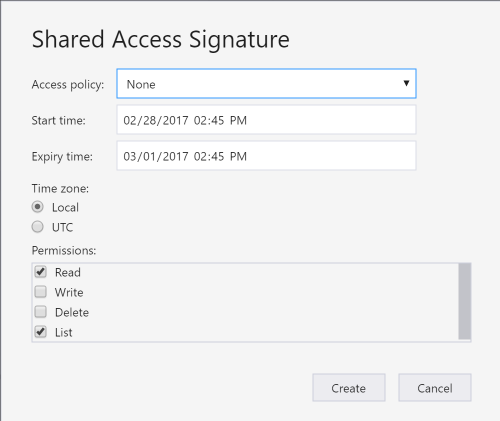 Shared Access Signature
Access policy: None
Start time: 02/28/2017 02:45 PM
Expiry time: 03/01/2017 02:45 PM
Time zone:
Local
UTC
Permissions:
Read
Write
Delete
List
Create Cancel